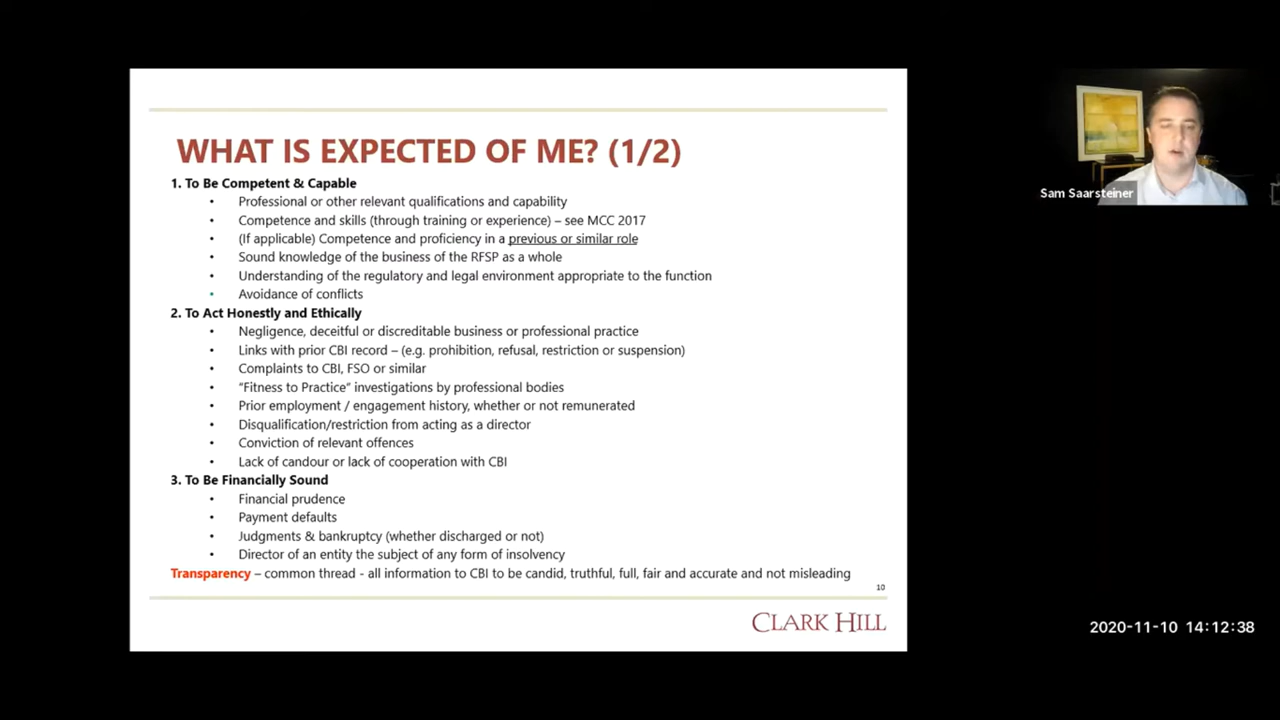 WHAT IS EXPECTED OF ME? (1/2)
1. To Be Competent & Capable
• Professional or other relevant qualifications and capability
• Competence and skills (through training or experience) – see MCC 2017
• (If applicable) Competence and proficiency in a previous or similar role
• Sound knowledge of the business of the RFSP as a whole
• Understanding of the regulatory and legal environment appropriate to the function
• Avoidance of conflicts
2. To Act Honestly and Ethically
• Negligence, deceitful or discreditable business or professional practice
• Links with prior CBI record – (e.g. prohibition, refusal, restriction or suspension)
• Complaints to CBI, FSO or similar
• "Fitness to Practice" investigations by professional bodies
• Prior employment / engagement history, whether or not remunerated
• Disqualification/restriction from acting as a director
• Conviction of relevant offences
• Lack of candour or lack of cooperation with CBI
3. To Be Financially Sound
• Financial prudence
• Payment defaults
• Judgments & bankruptcy (whether discharged or not)
• Director of an entity the subject of any form of insolvency
Transparency – common thread - all information to CBI to be candid, truthful, full, fair and accurate and not misleading
10
CLARK HILL
Sam Saarsteiner
2020-11-10 14:12:38